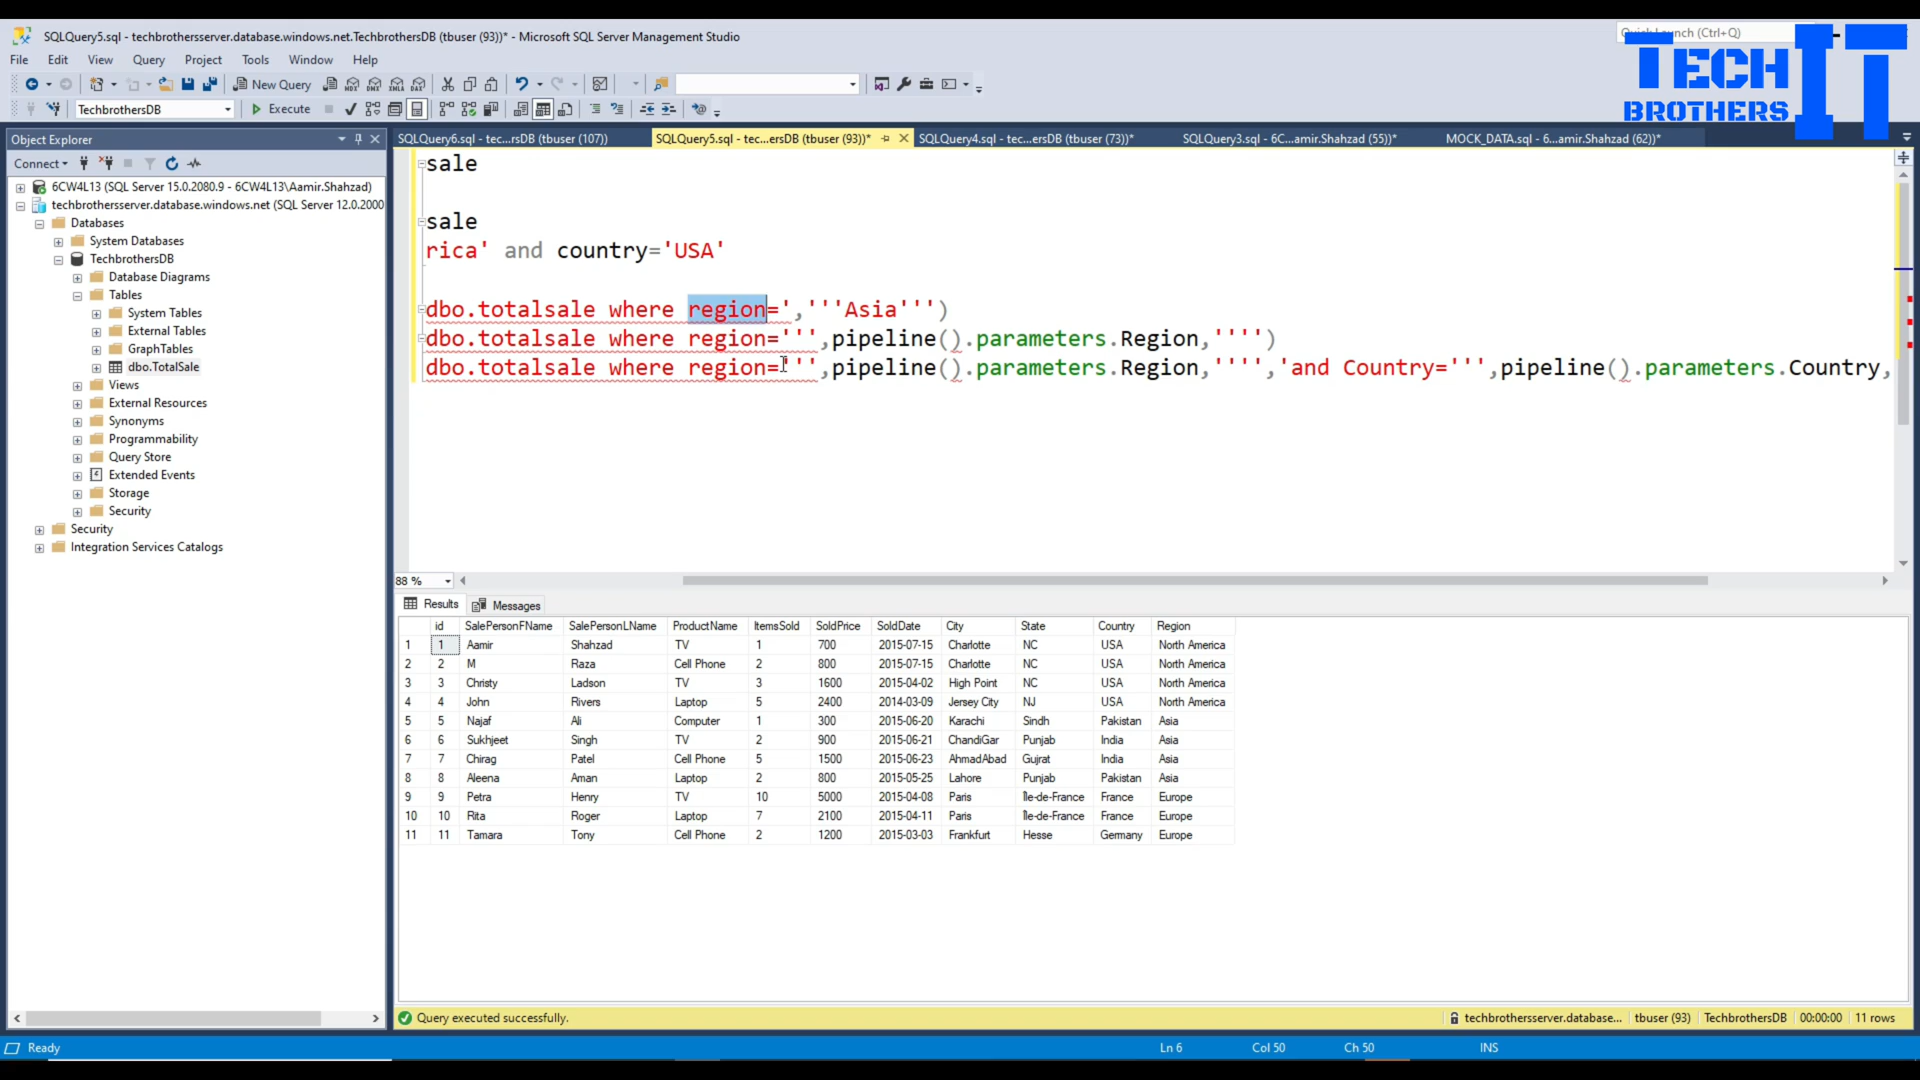 SQLQuery5.sql - techbrothersserver.database.windows.net.TechbrothersDB (tbuser (93))* - Microsoft SQL Server Management Studio
Quick Launch (Ctrl+Q)
TECH IT
BROTHERS
File Edit View Query Project Tools Window Help
New Query
MDX DMX XMLA DAX
TechbrothersDB Execute
Object Explorer
SQLQuery6.sql - tec...rsDB (tbuser (107)) SQLQuery5.sql - tec...ersDB (tbuser (93))* SQLQuery4.sql - tec...ersDB (tbuser (73))* SQLQuery3.sql - 6C...amir.Shahzad (55))* MOCK_DATA.sql - 6...amir.Shahzad (62))*
Connect
6CW4L13 (SQL Server 15.0.2080.9 - 6CW4L13\Aamir.Shahzad)
techbrothersserver.database.windows.net (SQL Server 12.0.2000
Databases
System Databases
TechbrothersDB
Database Diagrams
Tables
System Tables
External Tables
GraphTables
dbo.TotalSale
Views
External Resources
Synonyms
Programmability
Query Store
Extended Events
Storage
Security
Security
Integration Services Catalogs
sale
sale
rica' and country='USA'
dbo.totalsale where region=','''Asia''')
dbo.totalsale where region=''',pipeline().parameters.Region,'''')
dbo.totalsale where region=''',pipeline().parameters.Region,'''','and Country=''',pipeline().parameters.Country,
88 %
Results Messages
id SalePersonFName SalePersonLName ProductName ItemsSold SoldPrice SoldDate City State Country Region
1 1 Aamir Shahzad TV 1 700 2015-07-15 Charlotte NC USA North America
2 2 M Raza Cell Phone 2 800 2015-07-15 Charlotte NC USA North America
3 3 Christy Ladson TV 3 1600 2015-04-02 High Point NC USA North America
4 4 John Rivers Laptop 5 2400 2014-03-09 Jersey City NJ USA North America
5 5 Najaf Ali Computer 1 300 2015-06-20 Karachi Sindh Pakistan Asia
6 6 Sukhjeet Singh TV 2 900 2015-06-21 ChandiGar Punjab India Asia
7 7 Chirag Patel Cell Phone 5 1500 2015-06-23 AhmadAbad Gujrat India Asia
8 8 Aleena Aman Laptop 2 800 2015-05-25 Lahore Punjab Pakistan Asia
9 9 Petra Henry TV 10 5000 2015-04-08 Paris Île-de-France France Europe
10 10 Rita Roger Laptop 7 2100 2015-04-11 Paris Île-de-France France Europe
11 11 Tamara Tony Cell Phone 2 1200 2015-03-03 Frankfurt Hesse Germany Europe
Query executed successfully. techbrothersserver.database... tbuser (93) TechbrothersDB 00:00:00 11 rows
Ready Ln 6 Col 50 Ch 50 INS